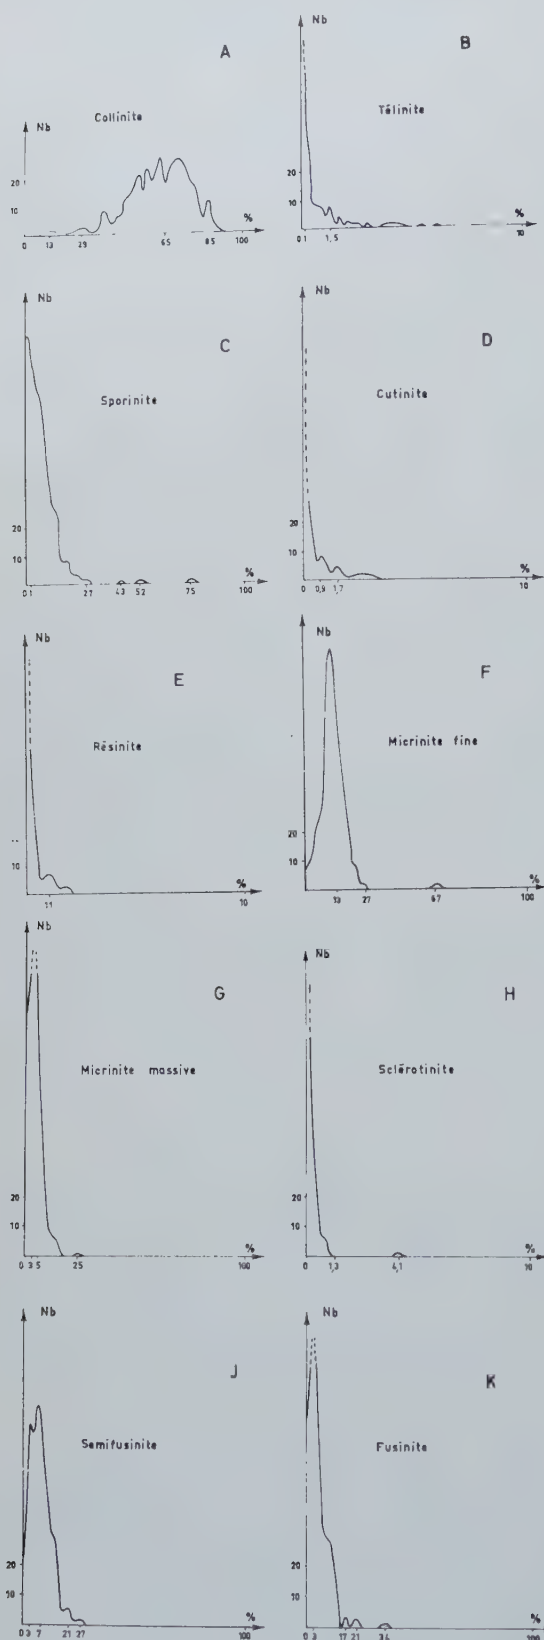 A
Nb
Collinite
20
10
%
0 13 29 65 85 100
B
Nb
Télinite
20
10
%
0 1 1,5 10
C
Nb
Sporinite
20
10
%
0 1 27 43 52 75 100
D
Nb
Cutinite
20
10
%
0 0,9 1,7 10
E
Nb
Résinite
10
%
1.1 10
F
Nb
Micrinite fine
20
10
%
13 27 67 100
G
Nb
Micrinite massive
20
10
%
0 3 5 25 100
H
Nb
Sclérotinite
20
10
%
0 1,3 4,1 10
J
Nb
Semifusinite
20
10
%
0 3 7 21 27 100
K
Nb
Fusinite
20
10
%
0 3 17 21 34 100